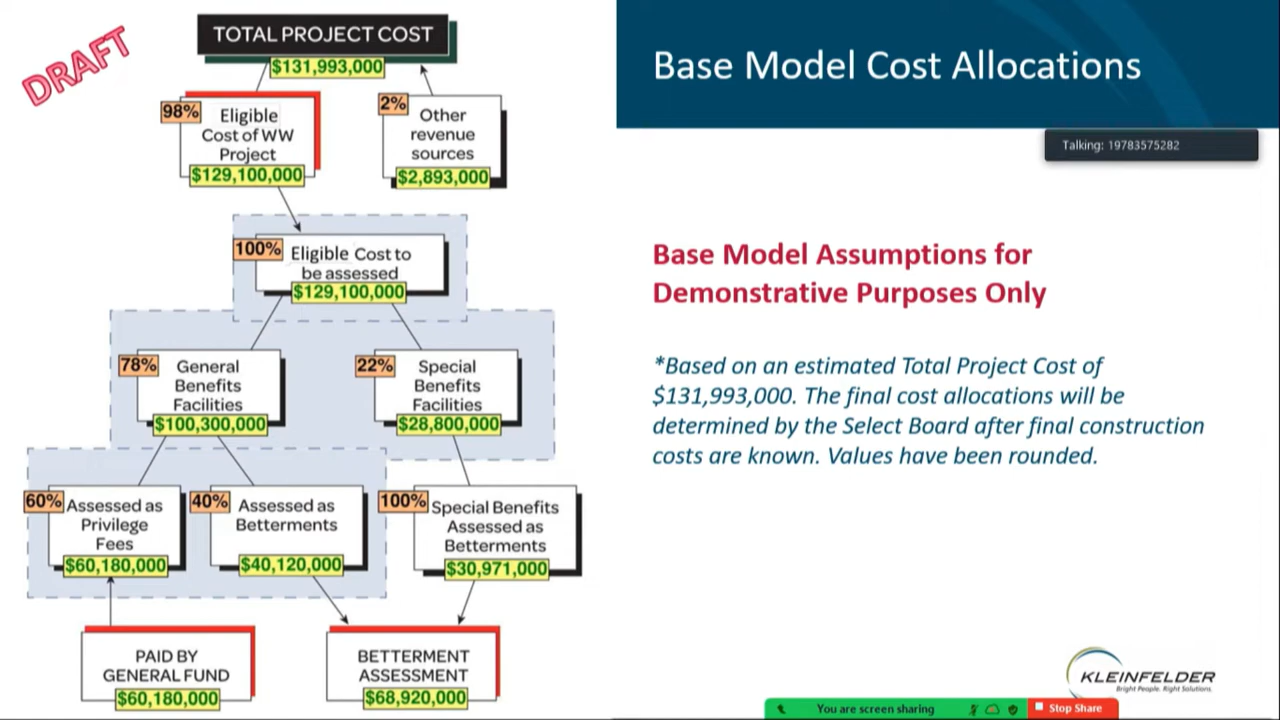 DRAFT
TOTAL PROJECT COST
$131,993,000
98%
Eligible
Cost of WW
Project
$129,100,000
2%
Other
revenue
sources
$2,893,000
100%
Eligible Cost to
be assessed
$129,100,000
78%
General
Benefits
Facilities
$100,300,000
22%
Special
Benefits
Facilities
$28,800,000
60%
Assessed as
Privilege
Fees
$60,180,000
40%
Assessed as
Betterments
$40,120,000
100%
Special Benefits
Assessed as
Betterments
$30,971,000
PAID BY
GENERAL FUND
$60,180,000
BETTERMENT
ASSESSMENT
$68,920,000
Base Model Cost Allocations
Talking: 19783575282
Base Model Assumptions for
Demonstrative Purposes Only
*Based on an estimated Total Project Cost of
$131,993,000. The final cost allocations will be
determined by the Select Board after final construction
costs are known. Values have been rounded.
KLEINFELDER
Bright People. Right Solutions.
You are screen sharing
Stop Share